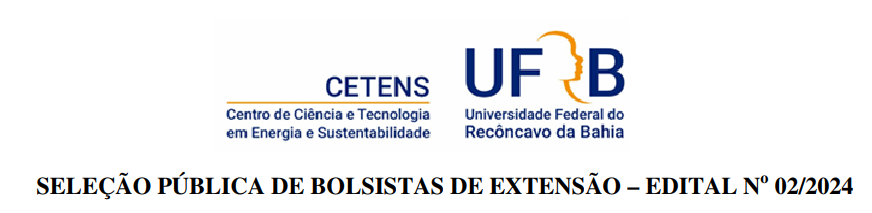 CETENS
Centro de Ciência e Tecnologia
em Energia e Sustentabilidade
UFRB
Universidade Federal do
Recôncavo da Bahia
SELEÇÃO PÚBLICA DE BOLSISTAS DE EXTENSÃO – EDITAL Nº 02/2024